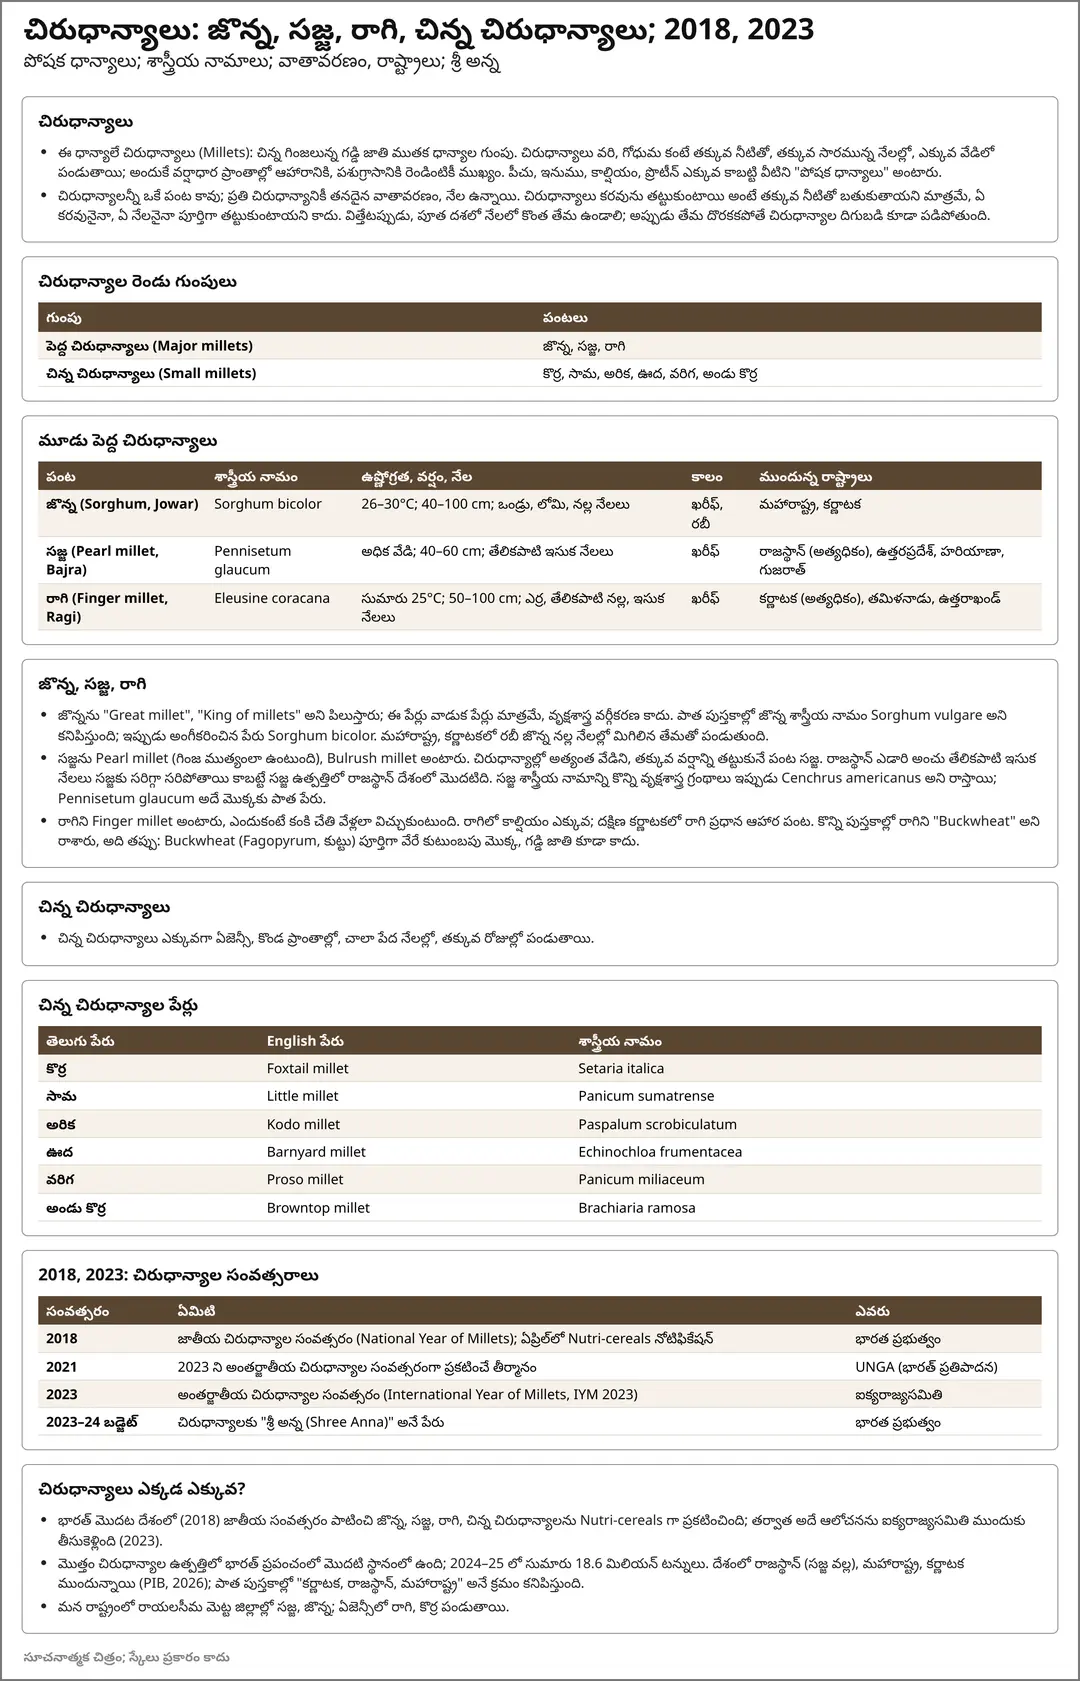 చిరుధాన్యాలు: జొన్న, సజ్జ, రాగి, చిన్న చిరుధాన్యాలు; 2018, 2023
పోషక ధాన్యాలు; శాస్త్రీయ నామాలు; వాతావరణం, రాష్ట్రాలు; శ్రీ అన్న
చిరుధాన్యాలు
• ఈ ధాన్యాలే చిరుధాన్యాలు (Millets): చిన్న గింజలున్న గడ్డి జాతి ముతక ధాన్యాల గుంపు. చిరుధాన్యాలు వరి, గోధుమ కంటే తక్కువ నీటితో, తక్కువ సారమున్న నేలల్లో, ఎక్కువ వేడిలో
పండుతాయి; అందుకే వర్షాధార ప్రాంతాల్లో ఆహారానికి, పశుగ్రాసానికి రెండింటికీ ముఖ్యం. పీచు, ఇనుము, కాల్షియం, ప్రొటీన్ ఎక్కువ కాబట్టి వీటిని "పోషక ధాన్యాలు" అంటారు.
• చిరుధాన్యాలన్నీ ఒకే పంట కావు; ప్రతి చిరుధాన్యానికీ తనదైన వాతావరణం, నేల ఉన్నాయి. చిరుధాన్యాలు కరవును తట్టుకుంటాయి అంటే తక్కువ నీటితో బతుకుతాయని మాత్రమే, ఏ
కరవునైనా, ఏ నేలనైనా పూర్తిగా తట్టుకుంటాయని కాదు. విత్తేటప్పుడు, పూత దశలో నేలలో కొంత తేమ ఉండాలి; అప్పుడు తేమ దొరకకపోతే చిరుధాన్యాల దిగుబడి కూడా పడిపోతుంది.
చిరుధాన్యాల రెండు గుంపులు
గుంపు పంటలు
పెద్ద చిరుధాన్యాలు (Major millets) జొన్న, సజ్జ, రాగి
చిన్న చిరుధాన్యాలు (Small millets) కొర్ర, సామ, అరిక, ఊద, వరిగ, అండు కొర్ర
మూడు పెద్ద చిరుధాన్యాలు
పంట శాస్త్రీయ నామం ఉష్ణోగ్రత, వర్షం, నేల కాలం ముందున్న రాష్ట్రాలు
జొన్న (Sorghum, Jowar) Sorghum bicolor 26–30°C; 40–100 cm; ఒండ్రు, లోమి, నల్ల నేలలు ఖరీఫ్, మహారాష్ట్ర, కర్ణాటక
రబీ
సజ్జ (Pearl millet, Pennisetum అధిక వేడి; 40–60 cm; తేలికపాటి ఇసుక నేలలు ఖరీఫ్ రాజస్థాన్ (అత్యధికం), ఉత్తరప్రదేశ్, హరియాణా,
Bajra) glaucum గుజరాత్
రాగి (Finger millet, Eleusine coracana సుమారు 25°C; 50–100 cm; ఎర్ర, తేలికపాటి నల్ల, ఇసుక ఖరీఫ్ కర్ణాటక (అత్యధికం), తమిళనాడు, ఉత్తరాఖండ్
Ragi) నేలలు
జొన్న, సజ్జ, రాగి
• జొన్నను "Great millet", "King of millets" అని పిలుస్తారు; ఈ పేర్లు వాడుక పేర్లు మాత్రమే, వృక్షశాస్త్ర వర్గీకరణ కాదు. పాత పుస్తకాల్లో జొన్న శాస్త్రీయ నామం Sorghum vulgare అని
కనిపిస్తుంది; ఇప్పుడు అంగీకరించిన పేరు Sorghum bicolor. మహారాష్ట్ర, కర్ణాటకలో రబీ జొన్న నల్ల నేలల్లో మిగిలిన తేమతో పండుతుంది.
• సజ్జను Pearl millet (గింజ ముత్యంలా ఉంటుంది), Bulrush millet అంటారు. చిరుధాన్యాల్లో అత్యంత వేడిని, తక్కువ వర్షాన్ని తట్టుకునే పంట సజ్జ. రాజస్థాన్ ఎడారి అంచు తేలికపాటి ఇసుక
నేలలు సజ్జకు సరిగ్గా సరిపోతాయి కాబట్టే సజ్జ ఉత్పత్తిలో రాజస్థాన్ దేశంలో మొదటిది. సజ్జ శాస్త్రీయ నామాన్ని కొన్ని వృక్షశాస్త్ర గ్రంథాలు ఇప్పుడు Cenchrus americanus అని రాస్తాయి;
Pennisetum glaucum అదే మొక్కకు పాత పేరు.
• రాగిని Finger millet అంటారు, ఎందుకంటే కంకి చేతి వేళ్లలా విచ్చుకుంటుంది. రాగిలో కాల్షియం ఎక్కువ; దక్షిణ కర్ణాటకలో రాగి ప్రధాన ఆహార పంట. కొన్ని పుస్తకాల్లో రాగిని "Buckwheat" అని
రాశారు, అది తప్పు: Buckwheat (Fagopyrum, కుట్టు) పూర్తిగా వేరే కుటుంబపు మొక్క, గడ్డి జాతి కూడా కాదు.
చిన్న చిరుధాన్యాలు
• చిన్న చిరుధాన్యాలు ఎక్కువగా ఏజెన్సీ, కొండ ప్రాంతాల్లో, చాలా పేద నేలల్లో, తక్కువ రోజుల్లో పండుతాయి.
చిన్న చిరుధాన్యాల పేర్లు
తెలుగు పేరు English పేరు శాస్త్రీయ నామం
కొర్ర Foxtail millet Setaria italica
సామ Little millet Panicum sumatrense
అరిక Kodo millet Paspalum scrobiculatum
ఊద Barnyard millet Echinochloa frumentacea
వరిగ Proso millet Panicum miliaceum
అండు కొర్ర Browntop millet Brachiaria ramosa
2018, 2023: చిరుధాన్యాల సంవత్సరాలు
సంవత్సరం ఏమిటి ఎవరు
2018 జాతీయ చిరుధాన్యాల సంవత్సరం (National Year of Millets); ఏప్రిల్‌లో Nutri-cereals నోటిఫికేషన్ భారత ప్రభుత్వం
2021 2023 ని అంతర్జాతీయ చిరుధాన్యాల సంవత్సరంగా ప్రకటించే తీర్మానం UNGA (భారత్ ప్రతిపాదన)
2023 అంతర్జాతీయ చిరుధాన్యాల సంవత్సరం (International Year of Millets, IYM 2023) ఐక్యరాజ్యసమితి
2023–24 బడ్జెట్ చిరుధాన్యాలకు "శ్రీ అన్న (Shree Anna)" అనే పేరు భారత ప్రభుత్వం
చిరుధాన్యాలు ఎక్కడ ఎక్కువ?
• భారత్ మొదట దేశంలో (2018) జాతీయ సంవత్సరం పాటించి జొన్న, సజ్జ, రాగి, చిన్న చిరుధాన్యాలను Nutri-cereals గా ప్రకటించింది; తర్వాత అదే ఆలోచనను ఐక్యరాజ్యసమితి ముందుకు
తీసుకెళ్లింది (2023).
• మొత్తం చిరుధాన్యాల ఉత్పత్తిలో భారత్ ప్రపంచంలో మొదటి స్థానంలో ఉంది; 2024–25 లో సుమారు 18.6 మిలియన్ టన్నులు. దేశంలో రాజస్థాన్ (సజ్జ వల్ల), మహారాష్ట్ర, కర్ణాటక
ముందున్నాయి (PIB, 2026); పాత పుస్తకాల్లో "కర్ణాటక, రాజస్థాన్, మహారాష్ట్ర" అనే క్రమం కనిపిస్తుంది.
• మన రాష్ట్రంలో రాయలసీమ మెట్ట జిల్లాల్లో సజ్జ, జొన్న; ఏజెన్సీలో రాగి, కొర్ర పండుతాయి.
సూచనాత్మక చిత్రం; స్కేలు ప్రకారం కాదు